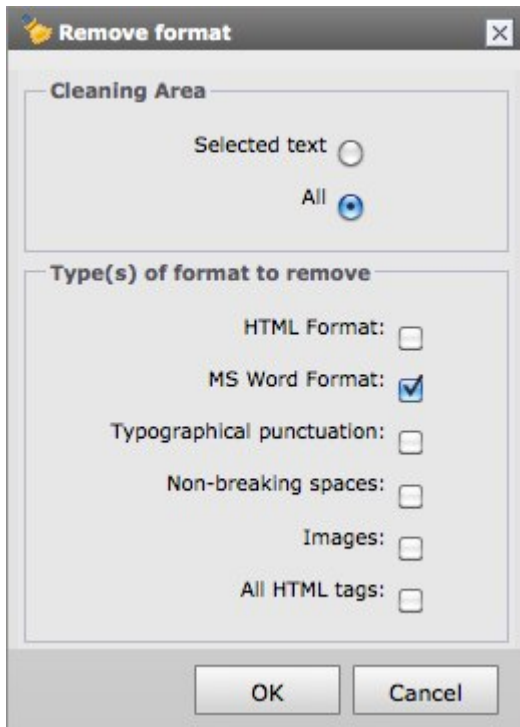 Remove format
Cleaning Area
Selected text
All
Type(s) of format to remove
HTML Format:
MS Word Format:
Typographical punctuation:
Non-breaking spaces:
Images:
All HTML tags:
OK Cancel